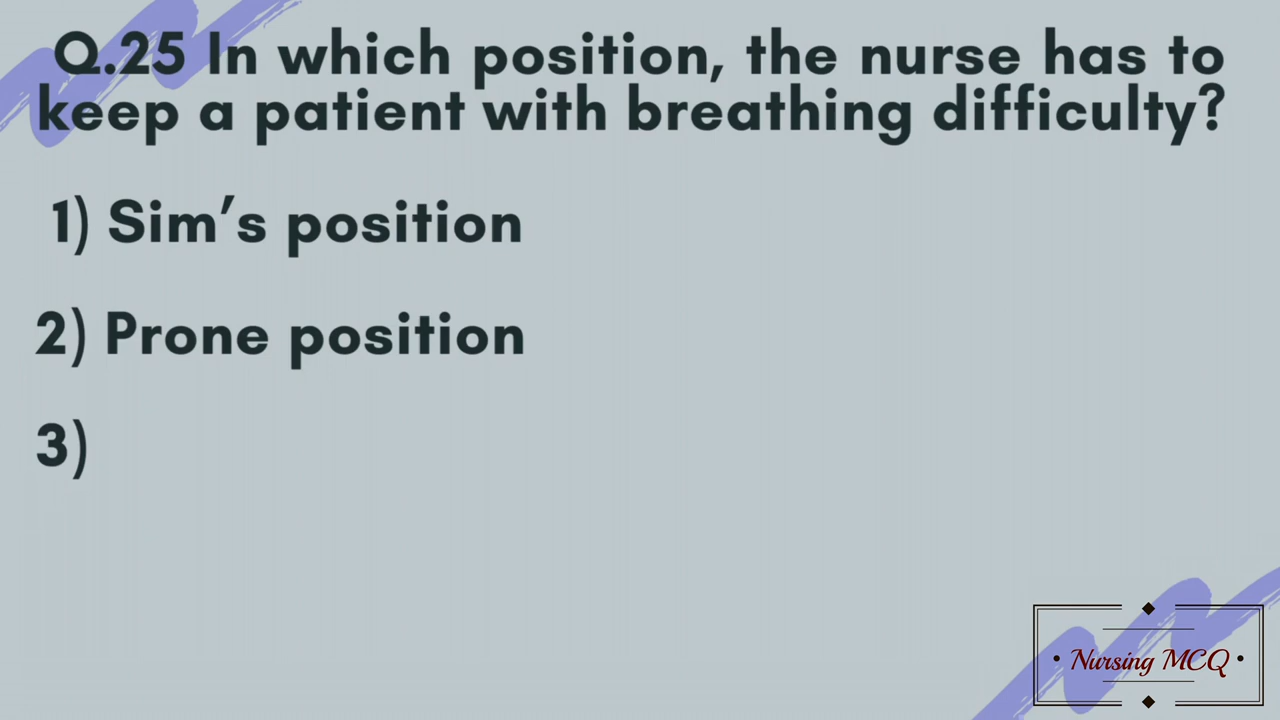 Q.25 In which position, the nurse has to
keep a patient with breathing difficulty?
1) Sim’s position
2) Prone position
3)
Nursing MCQ